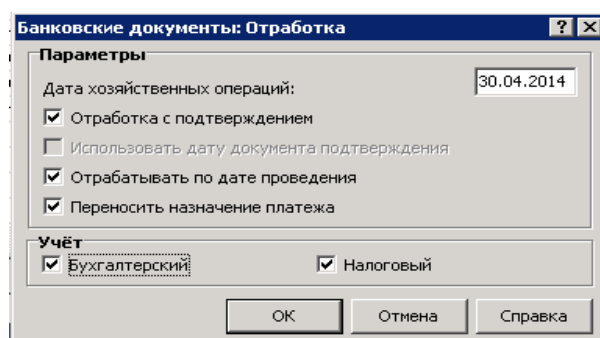 Банковские документы: Отработка
Параметры
Дата хозяйственных операций:
30.04.2014
Отработка с подтверждением
Использовать дату документа подтверждения
Отрабатывать по дате проведения
Переносить назначение платежа
Учёт
Бухгалтерский
Налоговый
ОК
Отмена
Справка